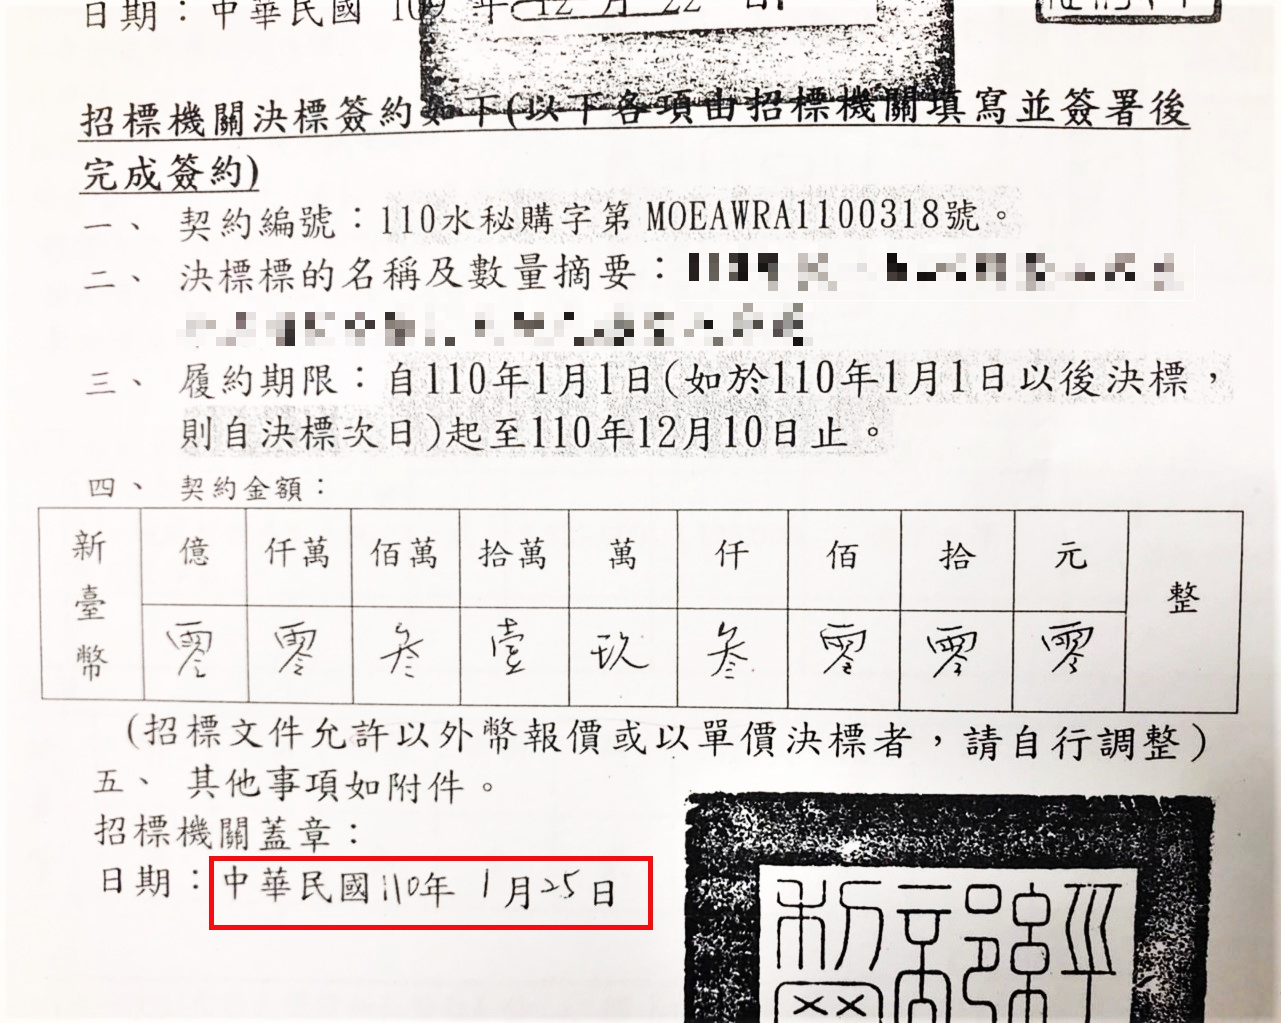 日期：中華民國 109 年 12 月 22 日
招標機關決標簽約如下(以下各項由招標機關填寫並簽署後
完成簽約)
一、 契約編號：110水秘購字第 MOEAWRA1100318號。
二、 決標標的名稱及數量摘要：
三、 履約期限：自110年1月1日(如於110年1月1日以後決標，
則自決標次日)起至110年12月10日止。
四、 契約金額：
新臺幣 億 仟萬 佰萬 拾萬 萬 仟 佰 拾 元 整
零 零 叁 壹 玖 叁 零 零 零
(招標文件允許以外幣報價或以單價決標者，請自行調整)
五、 其他事項如附件。
招標機關蓋章：
日期：中華民國110年 1月25日